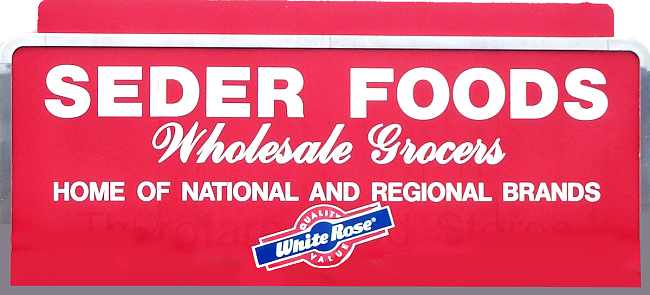 SEDER FOODS
Wholesale Grocers
HOME OF NATIONAL AND REGIONAL BRANDS
QUALITY
White Rose®
VALUE